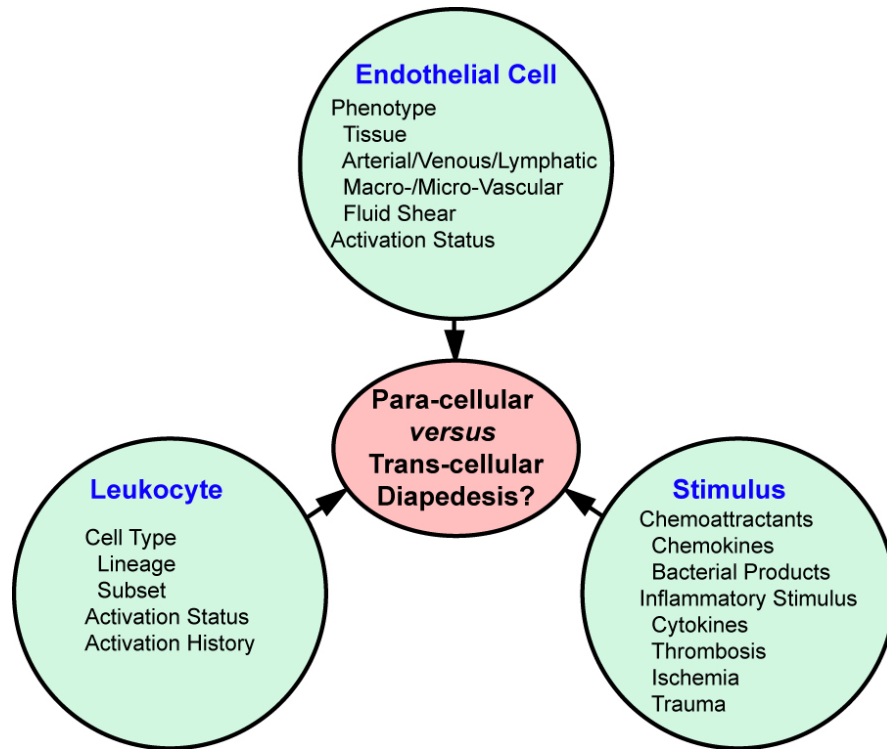 Endothelial Cell
Phenotype
Tissue
Arterial/Venous/Lymphatic
Macro-/Micro-Vascular
Fluid Shear
Activation Status
Para-cellular
versus
Trans-cellular
Diapedesis?
Leukocyte
Cell Type
Lineage
Subset
Activation Status
Activation History
Stimulus
Chemoattractants
Chemokines
Bacterial Products
Inflammatory Stimulus
Cytokines
Thrombosis
Ischemia
Trauma